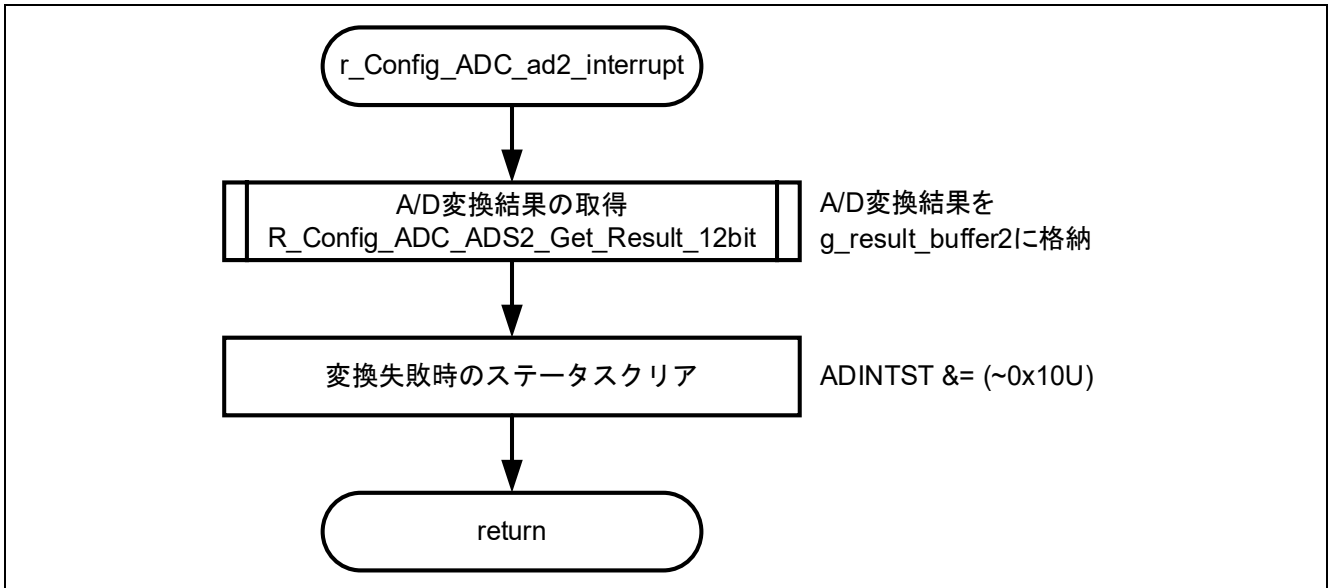 r_Config_ADC_ad2_interrupt
A/D変換結果の取得
R_Config_ADC_ADS2_Get_Result_12bit
A/D変換結果を
g_result_buffer2に格納
変換失敗時のステータスクリア
ADINTST &= (~0x10U)
return